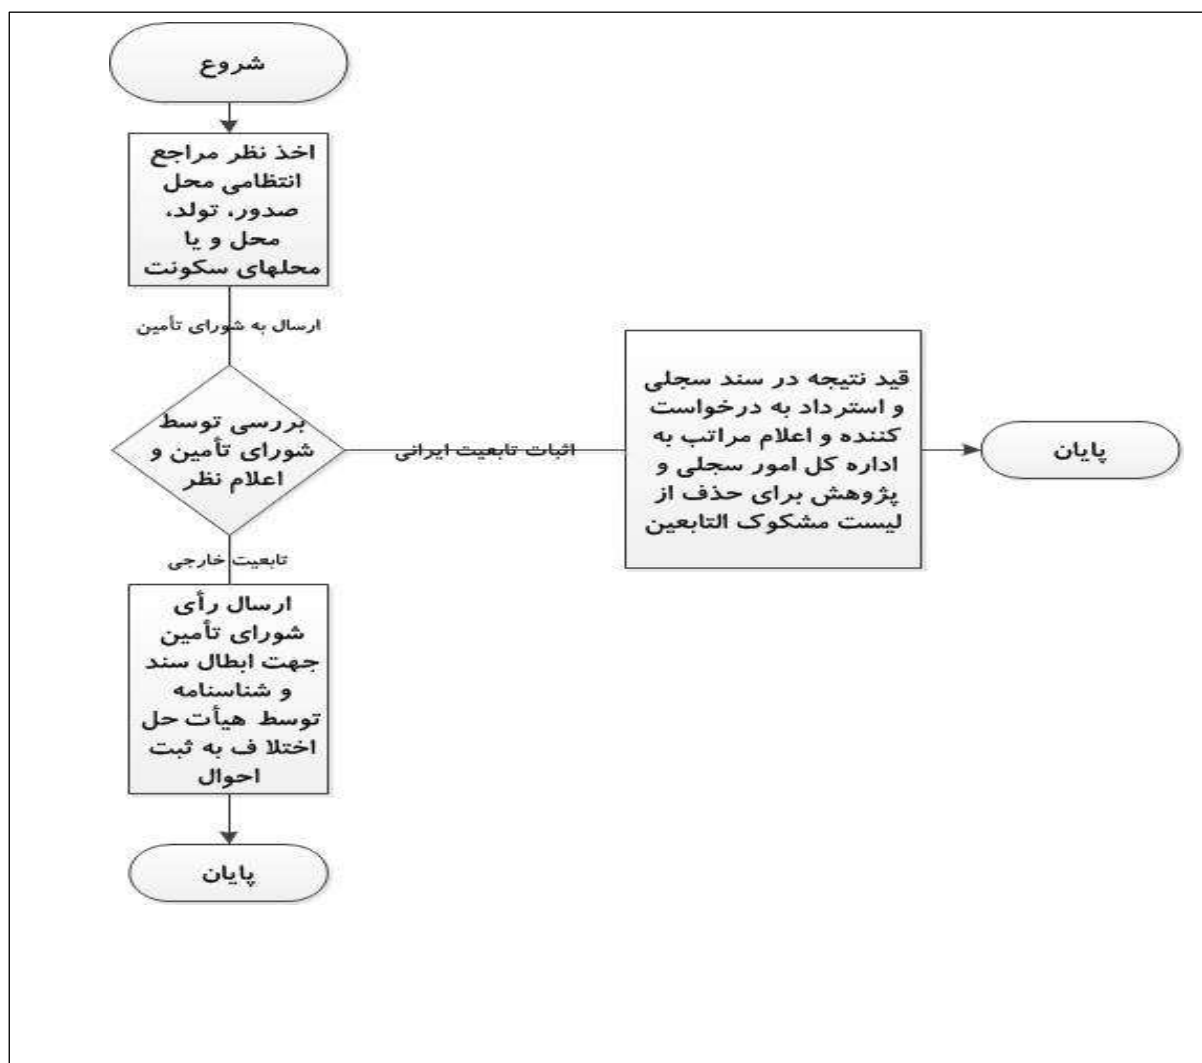 شروع
اخذ نظر مراجع
انتظامی محل
صدور، تولد،
محل و یا
محلهای سکونت
ارسال به شورای تأمین
بررسی توسط
شورای تأمین و
اعلام نظر
اثبات تابعیت ایرانی
قید نتیجه در سند سجلی
و استرداد به درخواست
کننده و اعلام مراتب به
اداره کل امور سجلی و
پژوهش برای حذف از
لیست مشکوک التابعین
پایان
تابعیت خارجی
ارسال رأی
شورای تأمین
جهت ابطال سند
و شناسنامه
توسط هیأت حل
اختلا ف به ثبت
احوال
پایان